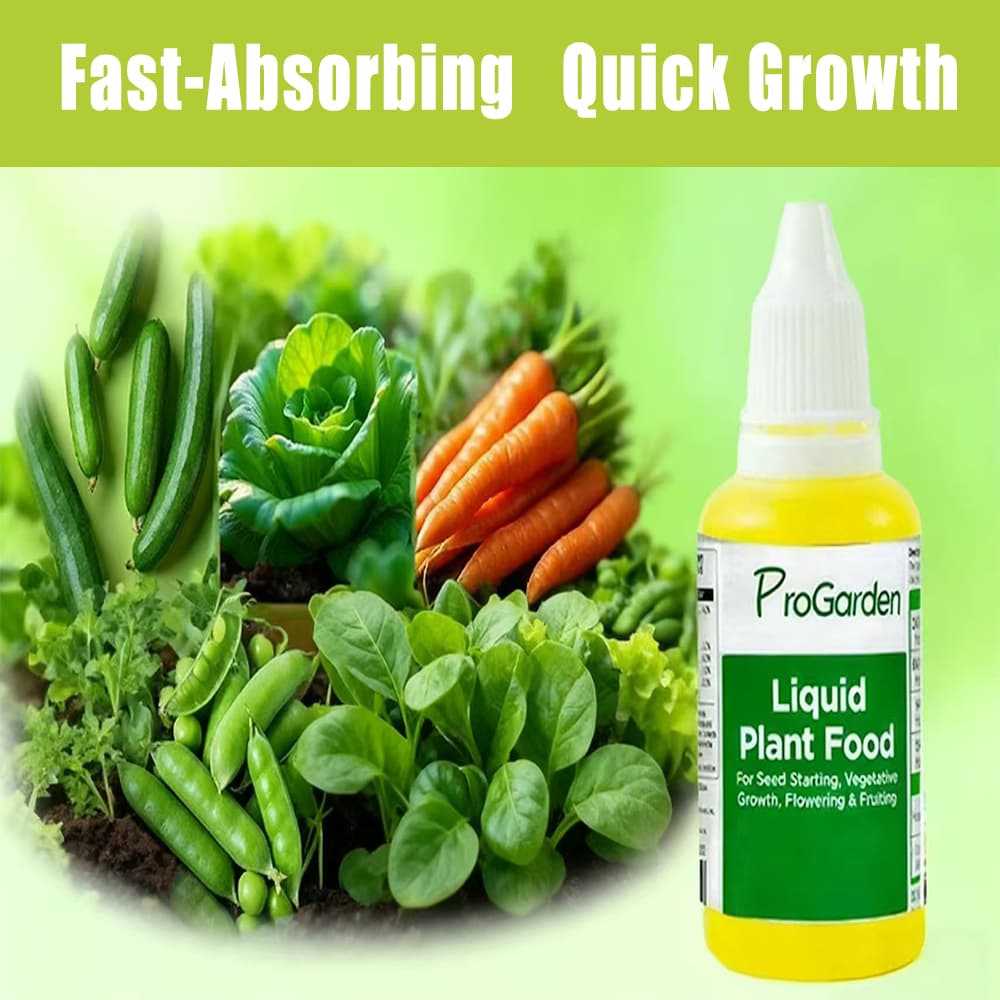 Fast-Absorbing Quick Growth
ProGarden
Liquid
Plant Food
For Seed Starting, Vegetative
Growth, Flowering & Fruiting